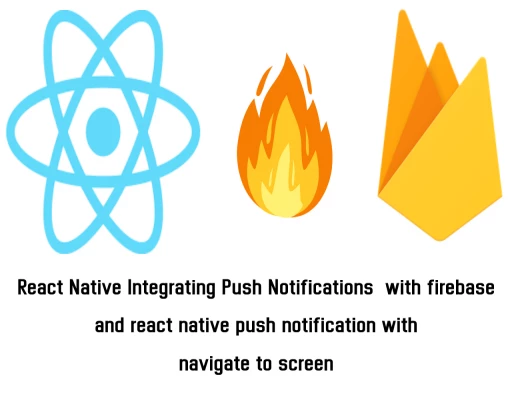 React Native Integrating Push Notifications  with firebase
and react native push notification with
navigate to screen